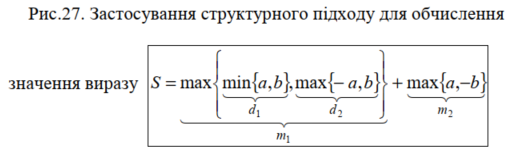 Рис.27. Застосування структурного підходу для обчислення
значення виразу S = max{min{a,b},max{−a,b}} + max{a,−b}
d₁ d₂ m₂
m₁